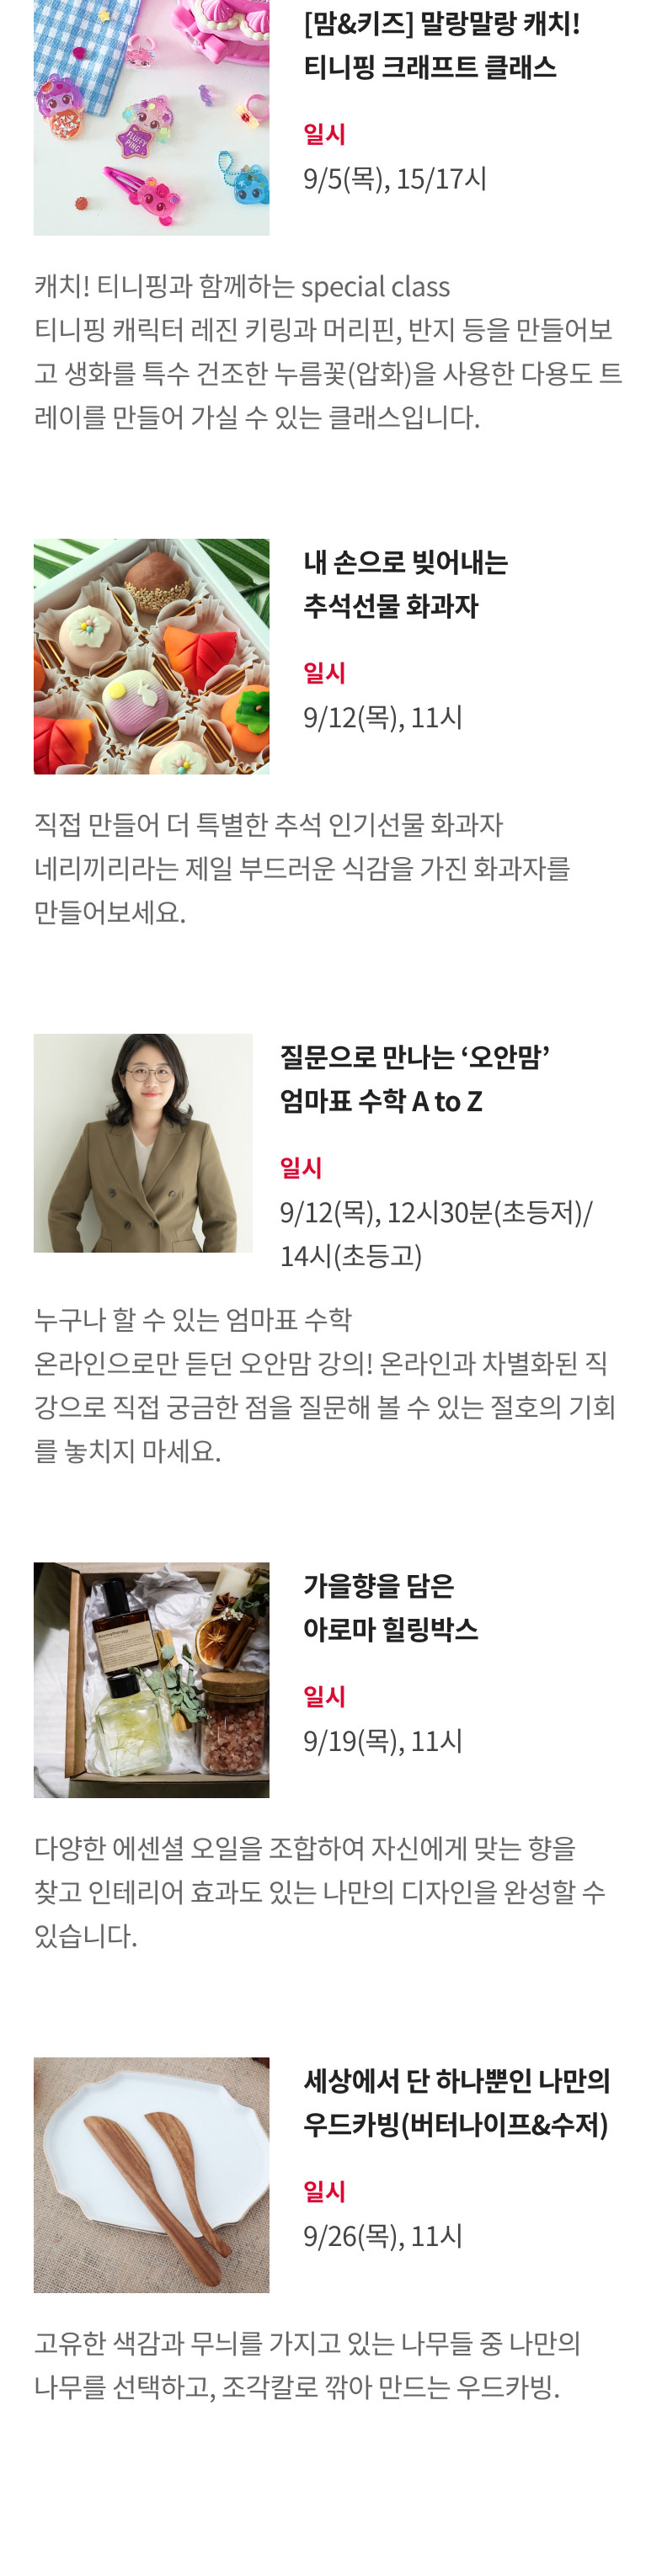 [맘&키즈] 말랑말랑 캐치!
티니핑 크래프트 클래스
일시
9/5(목), 15/17시
FLUFFY
PING
캐치! 티니핑과 함께하는 special class
티니핑 캐릭터 레진 키링과 머리핀, 반지 등을 만들어보
고 생화를 특수 건조한 누름꽃(압화)을 사용한 다용도 트
레이를 만들어 가실 수 있는 클래스입니다.
내 손으로 빚어내는
추석선물 화과자
일시
9/12(목), 11시
직접 만들어 더 특별한 추석 인기선물 화과자
네리끼리라는 제일 부드러운 식감을 가진 화과자를
만들어보세요.
질문으로 만나는 ‘오안맘’
엄마표 수학 A to Z
일시
9/12(목), 12시30분(초등저)/
14시(초등고)
누구나 할 수 있는 엄마표 수학
온라인으로만 듣던 오안맘 강의! 온라인과 차별화된 직
강으로 직접 궁금한 점을 질문해 볼 수 있는 절호의 기회
를 놓치지 마세요.
가을향을 담은
아로마 힐링박스
일시
9/19(목), 11시
다양한 에센셜 오일을 조합하여 자신에게 맞는 향을
찾고 인테리어 효과도 있는 나만의 디자인을 완성할 수
있습니다.
세상에서 단 하나뿐인 나만의
우드카빙(버터나이프&수저)
일시
9/26(목), 11시
고유한 색감과 무늬를 가지고 있는 나무들 중 나만의
나무를 선택하고, 조각칼로 깎아 만드는 우드카빙.